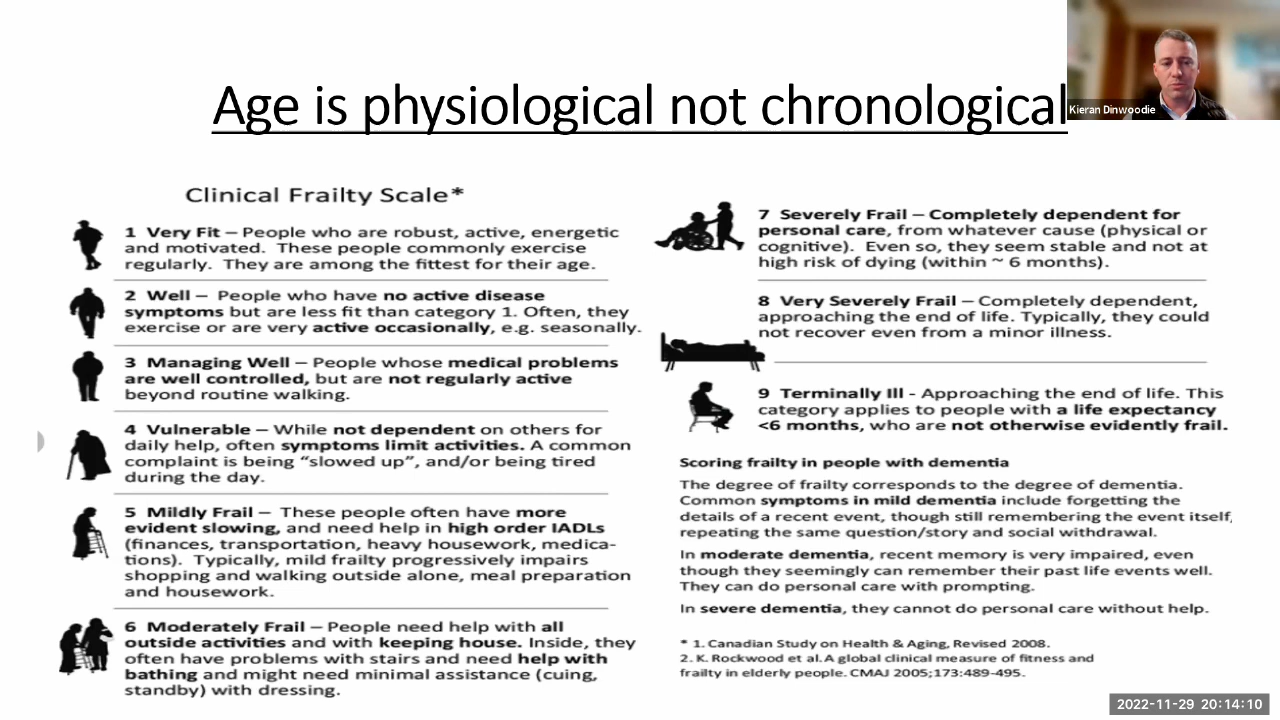 Age is physiological not chronological
Kieran Dinwoodie
Clinical Frailty Scale*
1 Very Fit – People who are robust, active, energetic
and motivated. These people commonly exercise
regularly. They are among the fittest for their age.
2 Well – People who have no active disease
symptoms but are less fit than category 1. Often, they
exercise or are very active occasionally, e.g. seasonally.
3 Managing Well – People whose medical problems
are well controlled, but are not regularly active
beyond routine walking.
4 Vulnerable – While not dependent on others for
daily help, often symptoms limit activities. A common
complaint is being “slowed up”, and/or being tired
during the day.
5 Mildly Frail – These people often have more
evident slowing, and need help in high order IADLs
(finances, transportation, heavy housework, medica-
tions). Typically, mild frailty progressively impairs
shopping and walking outside alone, meal preparation
and housework.
6 Moderately Frail – People need help with all
outside activities and with keeping house. Inside, they
often have problems with stairs and need help with
bathing and might need minimal assistance (cuing,
standby) with dressing.
7 Severely Frail – Completely dependent for
personal care, from whatever cause (physical or
cognitive). Even so, they seem stable and not at
high risk of dying (within ~ 6 months).
8 Very Severely Frail – Completely dependent,
approaching the end of life. Typically, they could
not recover even from a minor illness.
9 Terminally Ill - Approaching the end of life. This
category applies to people with a life expectancy
<6 months, who are not otherwise evidently frail.
Scoring frailty in people with dementia
The degree of frailty corresponds to the degree of dementia.
Common symptoms in mild dementia include forgetting the
details of a recent event, though still remembering the event itself,
repeating the same question/story and social withdrawal.
In moderate dementia, recent memory is very impaired, even
though they seemingly can remember their past life events well.
They can do personal care with prompting.
In severe dementia, they cannot do personal care without help.
* 1. Canadian Study on Health & Aging, Revised 2008.
2. K. Rockwood et al. A global clinical measure of fitness and
frailty in elderly people. CMAJ 2005;173:489-495.
2022-11-29 20:14:10